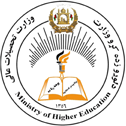 وزارت تحصیلات عالی
د لوړو زده کړو وزارت
Ministry of Higher Education